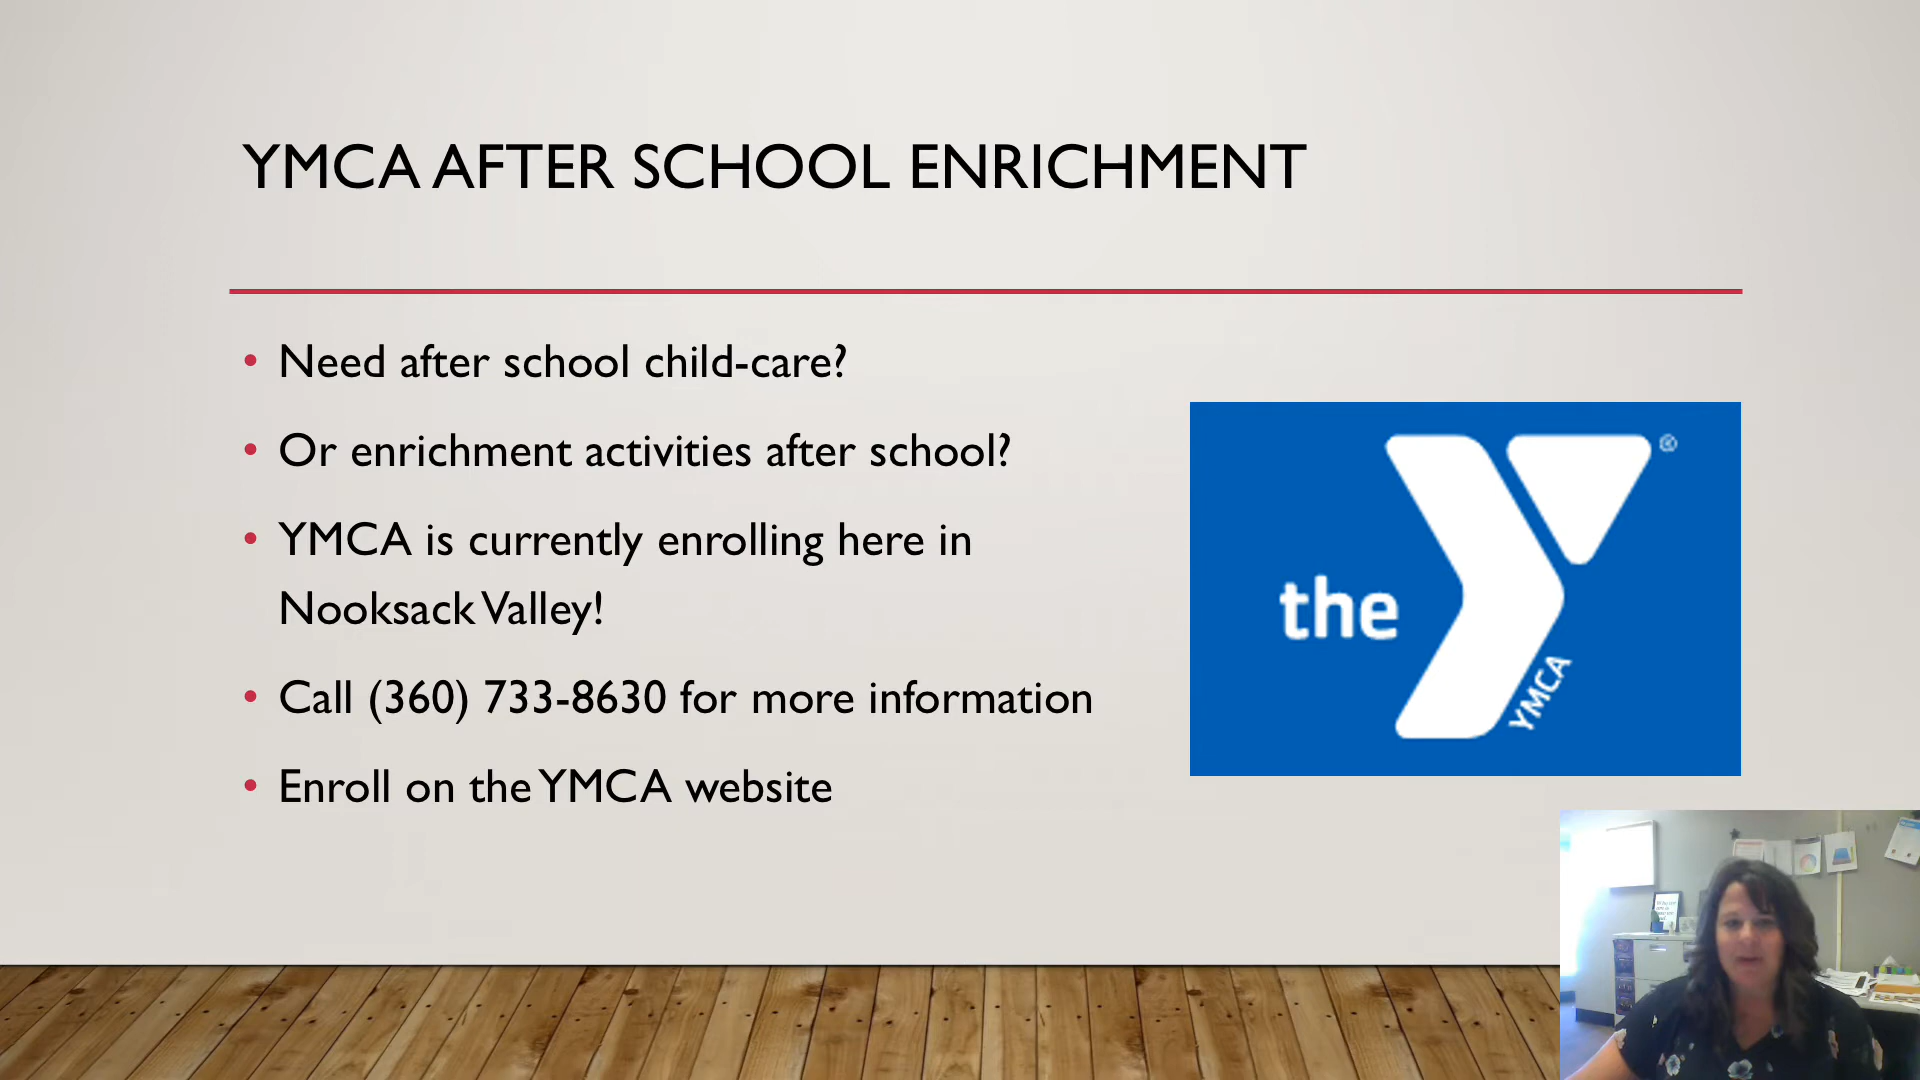 YMCA AFTER SCHOOL ENRICHMENT
• Need after school child-care?
• Or enrichment activities after school?
• YMCA is currently enrolling here in
Nooksack Valley!
• Call (360) 733-8630 for more information
• Enroll on the YMCA website
the
YMCA
®